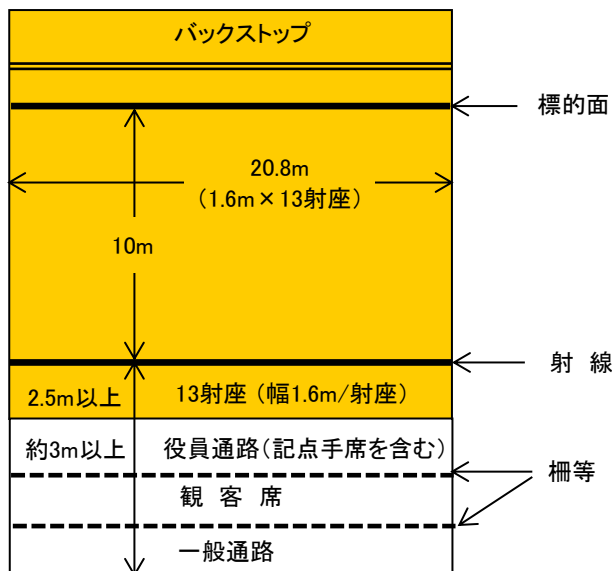 バックストップ
標的面
20.8m
（1.6m×13射座）
10m
射 線
2.5m以上
13射座（幅1.6m/射座）
約3m以上
役員通路（記点手席を含む）
柵等
観 客 席
一般通路